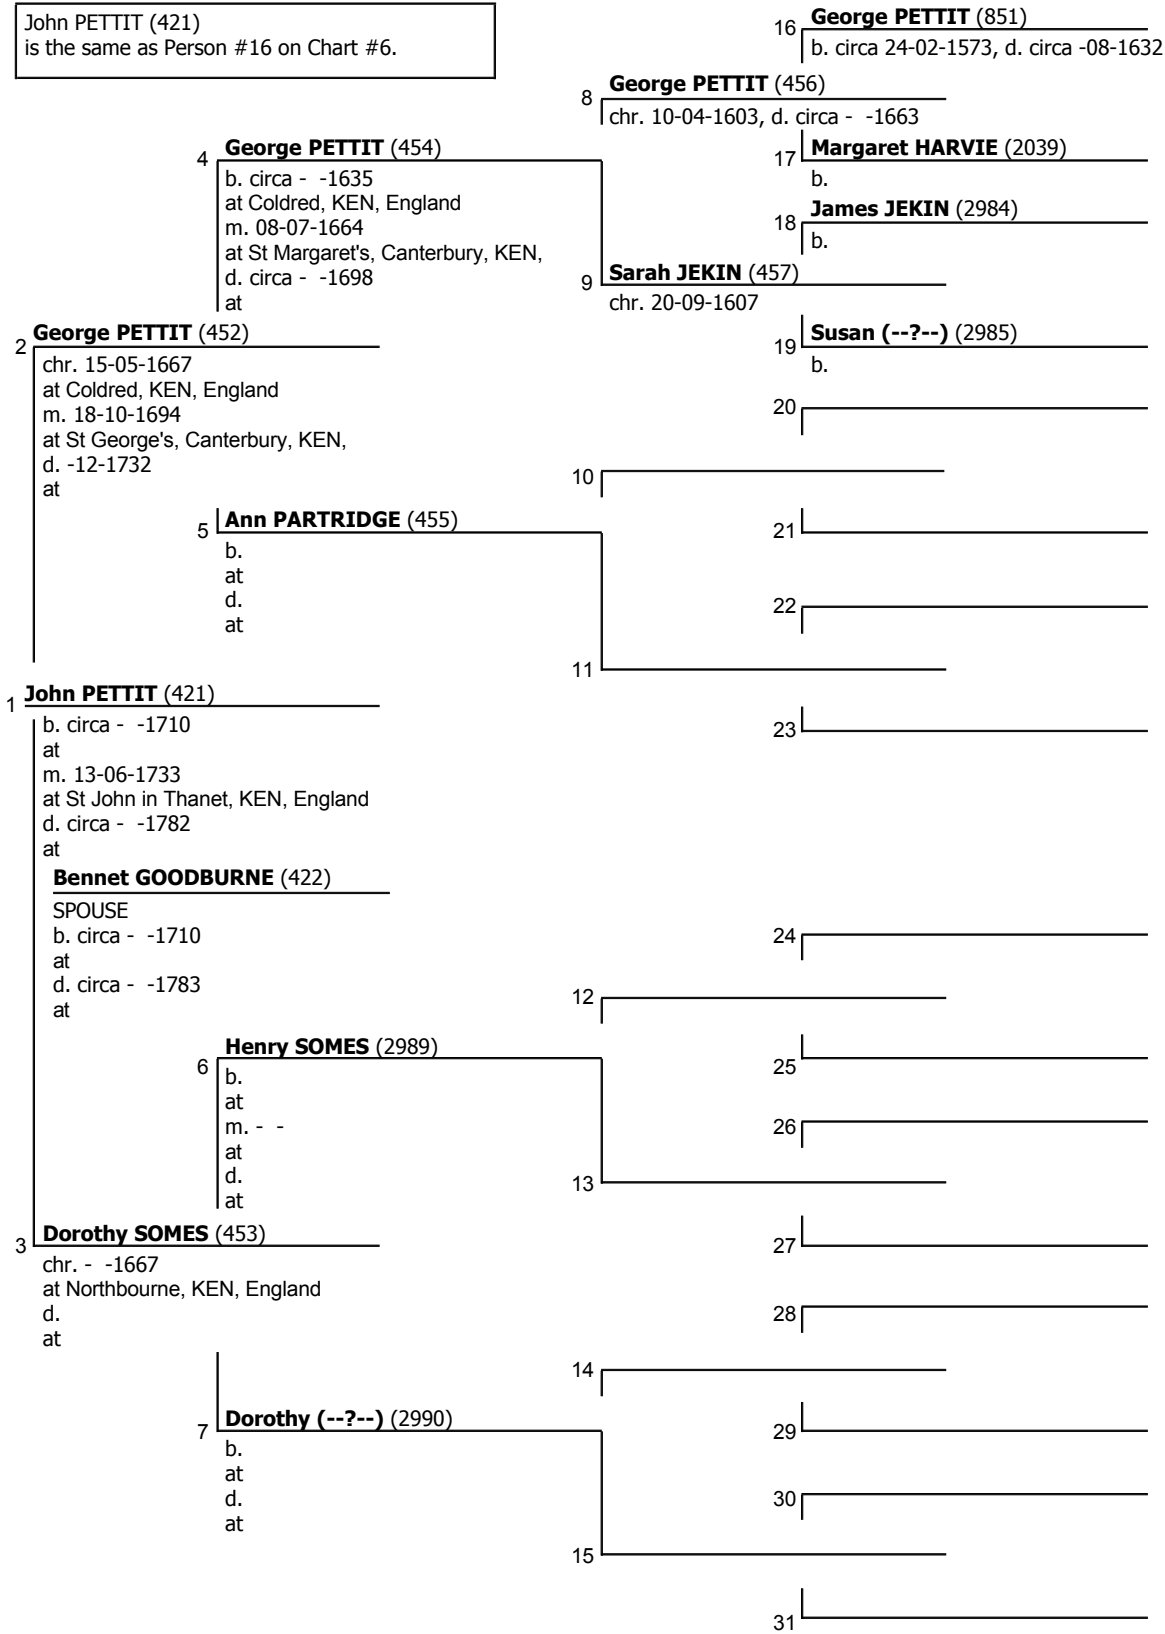 John PETTIT (421)
is the same as Person #16 on Chart #6.
16 George PETTIT (851)
b. circa 24-02-1573, d. circa -08-1632
8 George PETTIT (456)
chr. 10-04-1603, d. circa - -1663
4 George PETTIT (454)
b. circa - -1635
at Coldred, KEN, England
m. 08-07-1664
at St Margaret's, Canterbury, KEN,
d. circa - -1698
at
17 Margaret HARVIE (2039)
b.
18 James JEKIN (2984)
b.
9 Sarah JEKIN (457)
chr. 20-09-1607
19 Susan (--?--) (2985)
b.
2 George PETTIT (452)
chr. 15-05-1667
at Coldred, KEN, England
m. 18-10-1694
at St George's, Canterbury, KEN,
d. -12-1732
at
20
10
5 Ann PARTRIDGE (455)
b.
at
d.
at
21
22
11
23
1 John PETTIT (421)
b. circa - -1710
at
m. 13-06-1733
at St John in Thanet, KEN, England
d. circa - -1782
at
Bennet GOODBURNE (422)
SPOUSE
b. circa - -1710
at
d. circa - -1783
at
24
12
6 Henry SOMES (2989)
b.
at
m. - -
at
d.
at
25
26
13
3 Dorothy SOMES (453)
chr. - -1667
at Northbourne, KEN, England
d.
at
27
28
14
7 Dorothy (--?--) (2990)
b.
at
d.
at
29
30
15
31